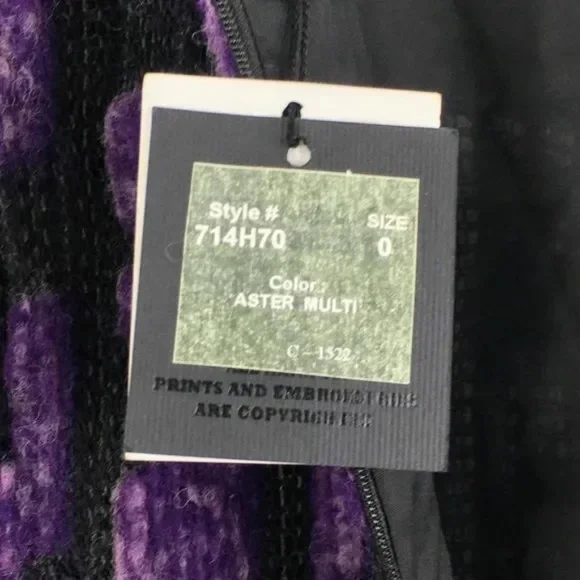 Style #
714H70
SIZE
0
Color:
ASTER MULTI
C - 1522
PRINTS AND EMBROIDERIES
ARE COPYRIGHTED